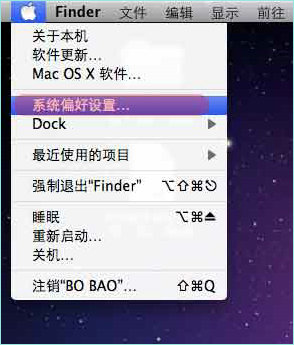 Finder 文件 编辑 显示 前往
关于本机
软件更新...
Mac OS X 软件...
系统偏好设置...
Dock ▶
最近使用的项目 ▶
强制退出“Finder” ⌥⇧⌘⎋
睡眠 ⌥⌘⏏
重新启动...
关机...
注销“BO BAO”... ⇧⌘Q